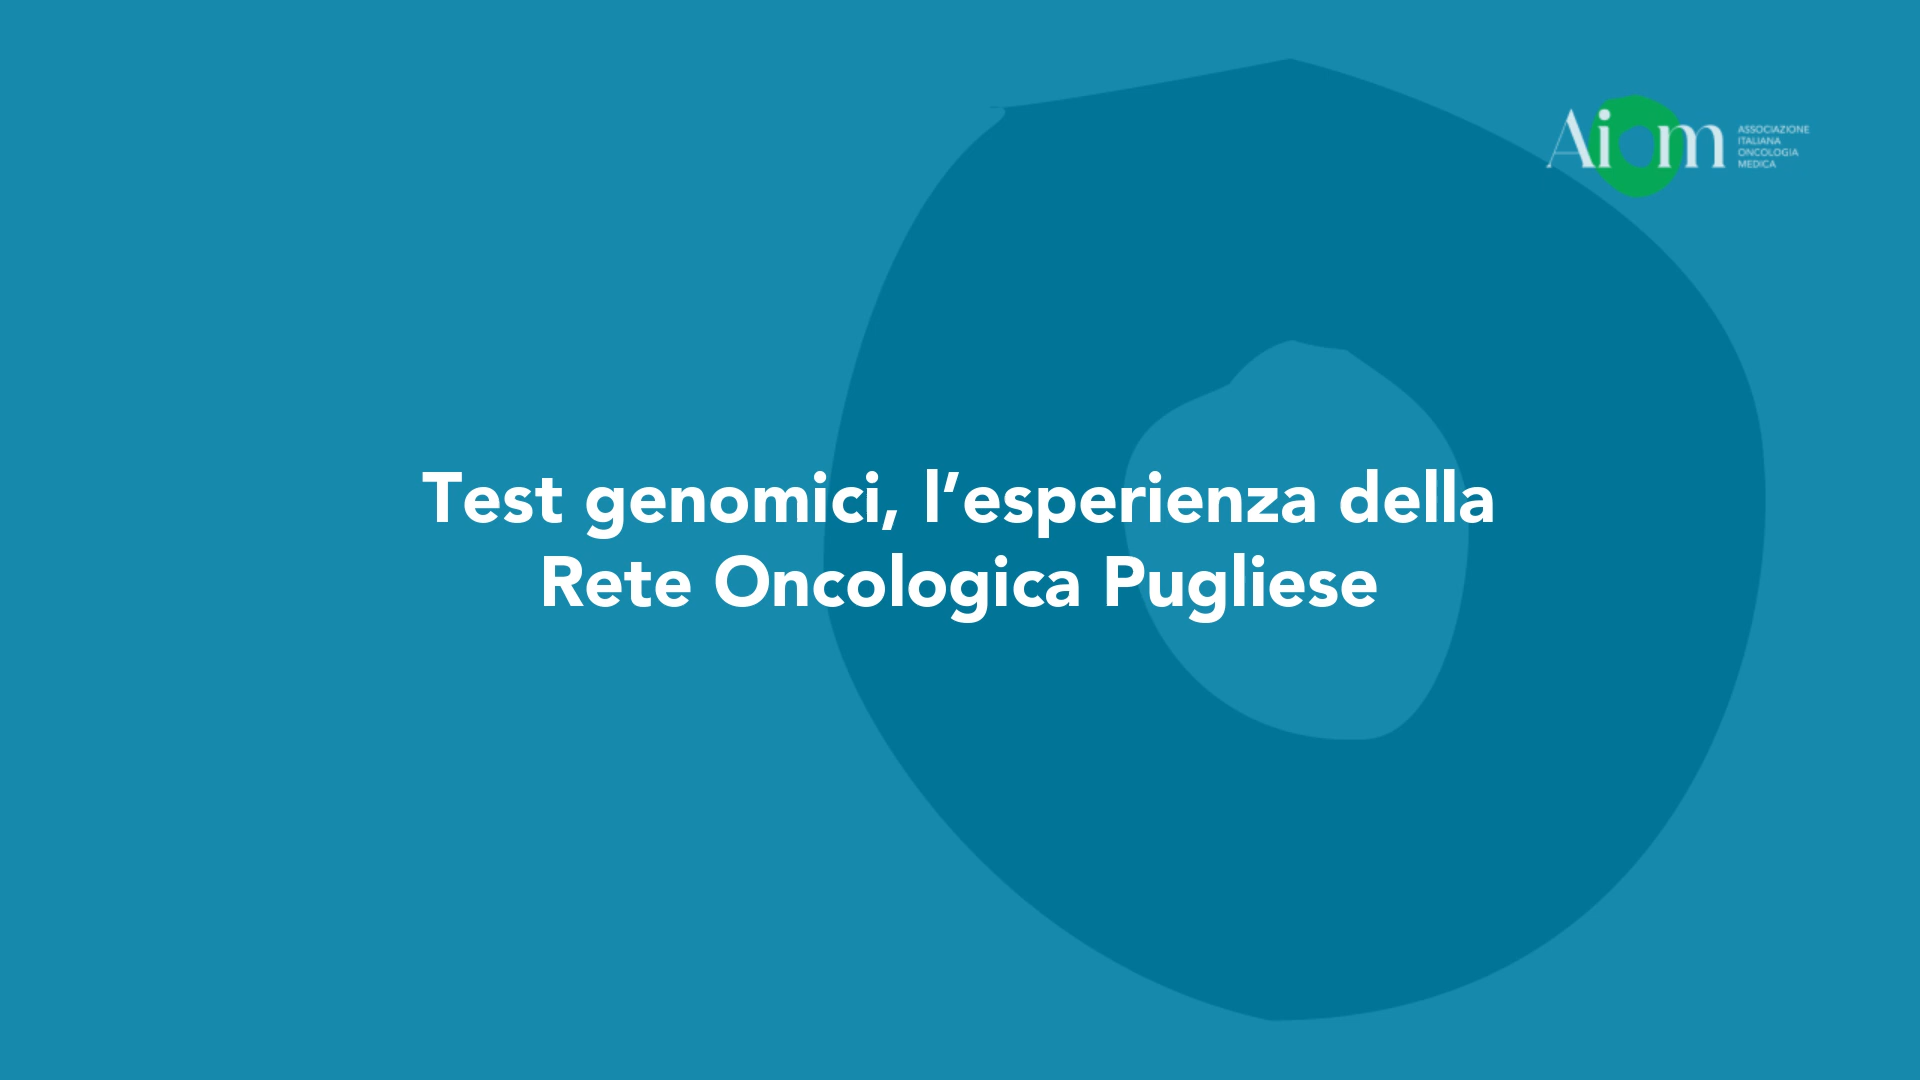 Aiom
ASSOCIAZIONE
ITALIANA
ONCOLOGIA
MEDICA
Test genomici, l’esperienza della
Rete Oncologica Pugliese